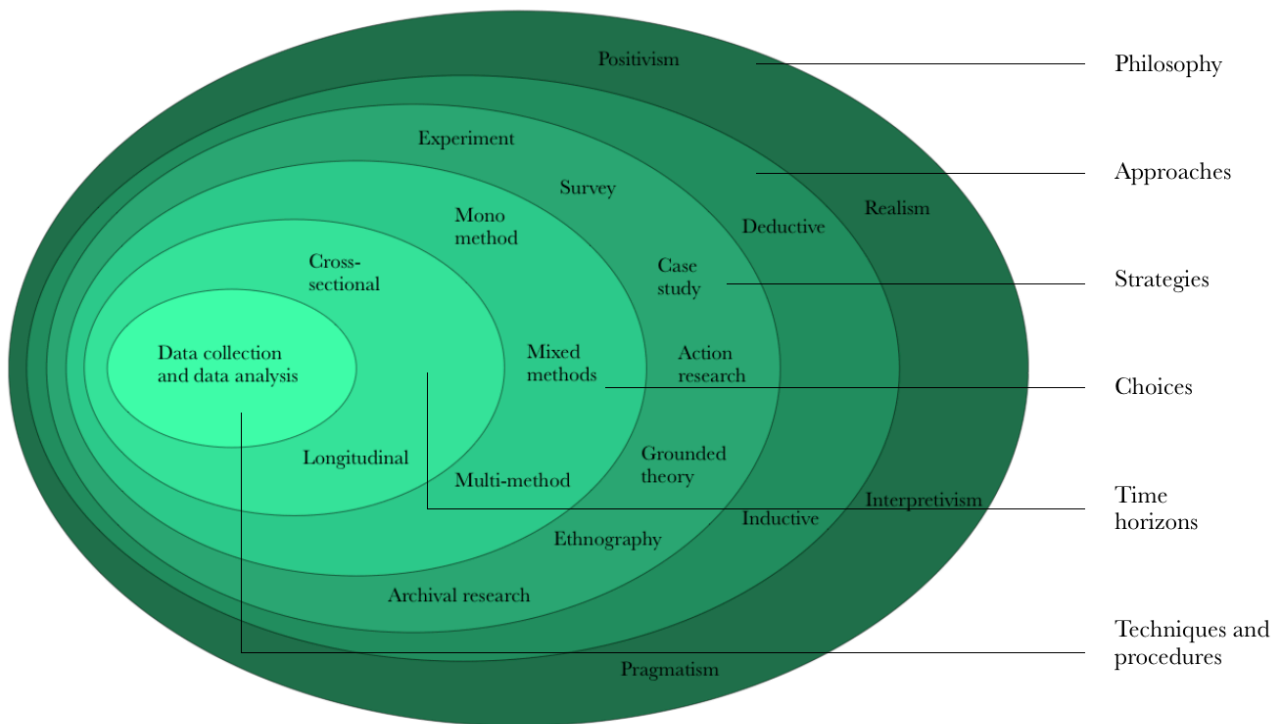 Positivism
Philosophy
Experiment
Approaches
Survey
Realism
Mono
method
Deductive
Cross-
sectional
Case
study
Strategies
Data collection
and data analysis
Mixed
methods
Action
research
Choices
Longitudinal
Grounded
theory
Multi-method
Interpretivism
Time
horizons
Inductive
Ethnography
Archival research
Techniques and
procedures
Pragmatism